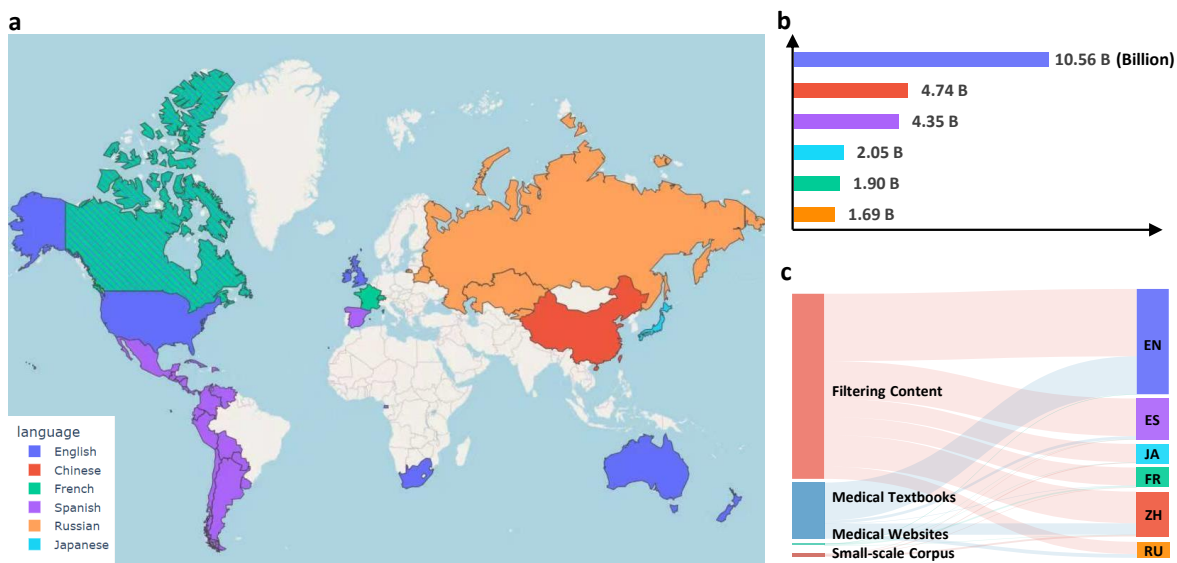 a
language
English
Chinese
French
Spanish
Russian
Japanese
b
10.56 B (Billion)
4.74 B
4.35 B
2.05 B
1.90 B
1.69 B
c
Filtering Content
Medical Textbooks
Medical Websites
Small-scale Corpus
EN
ES
JA
FR
ZH
RU